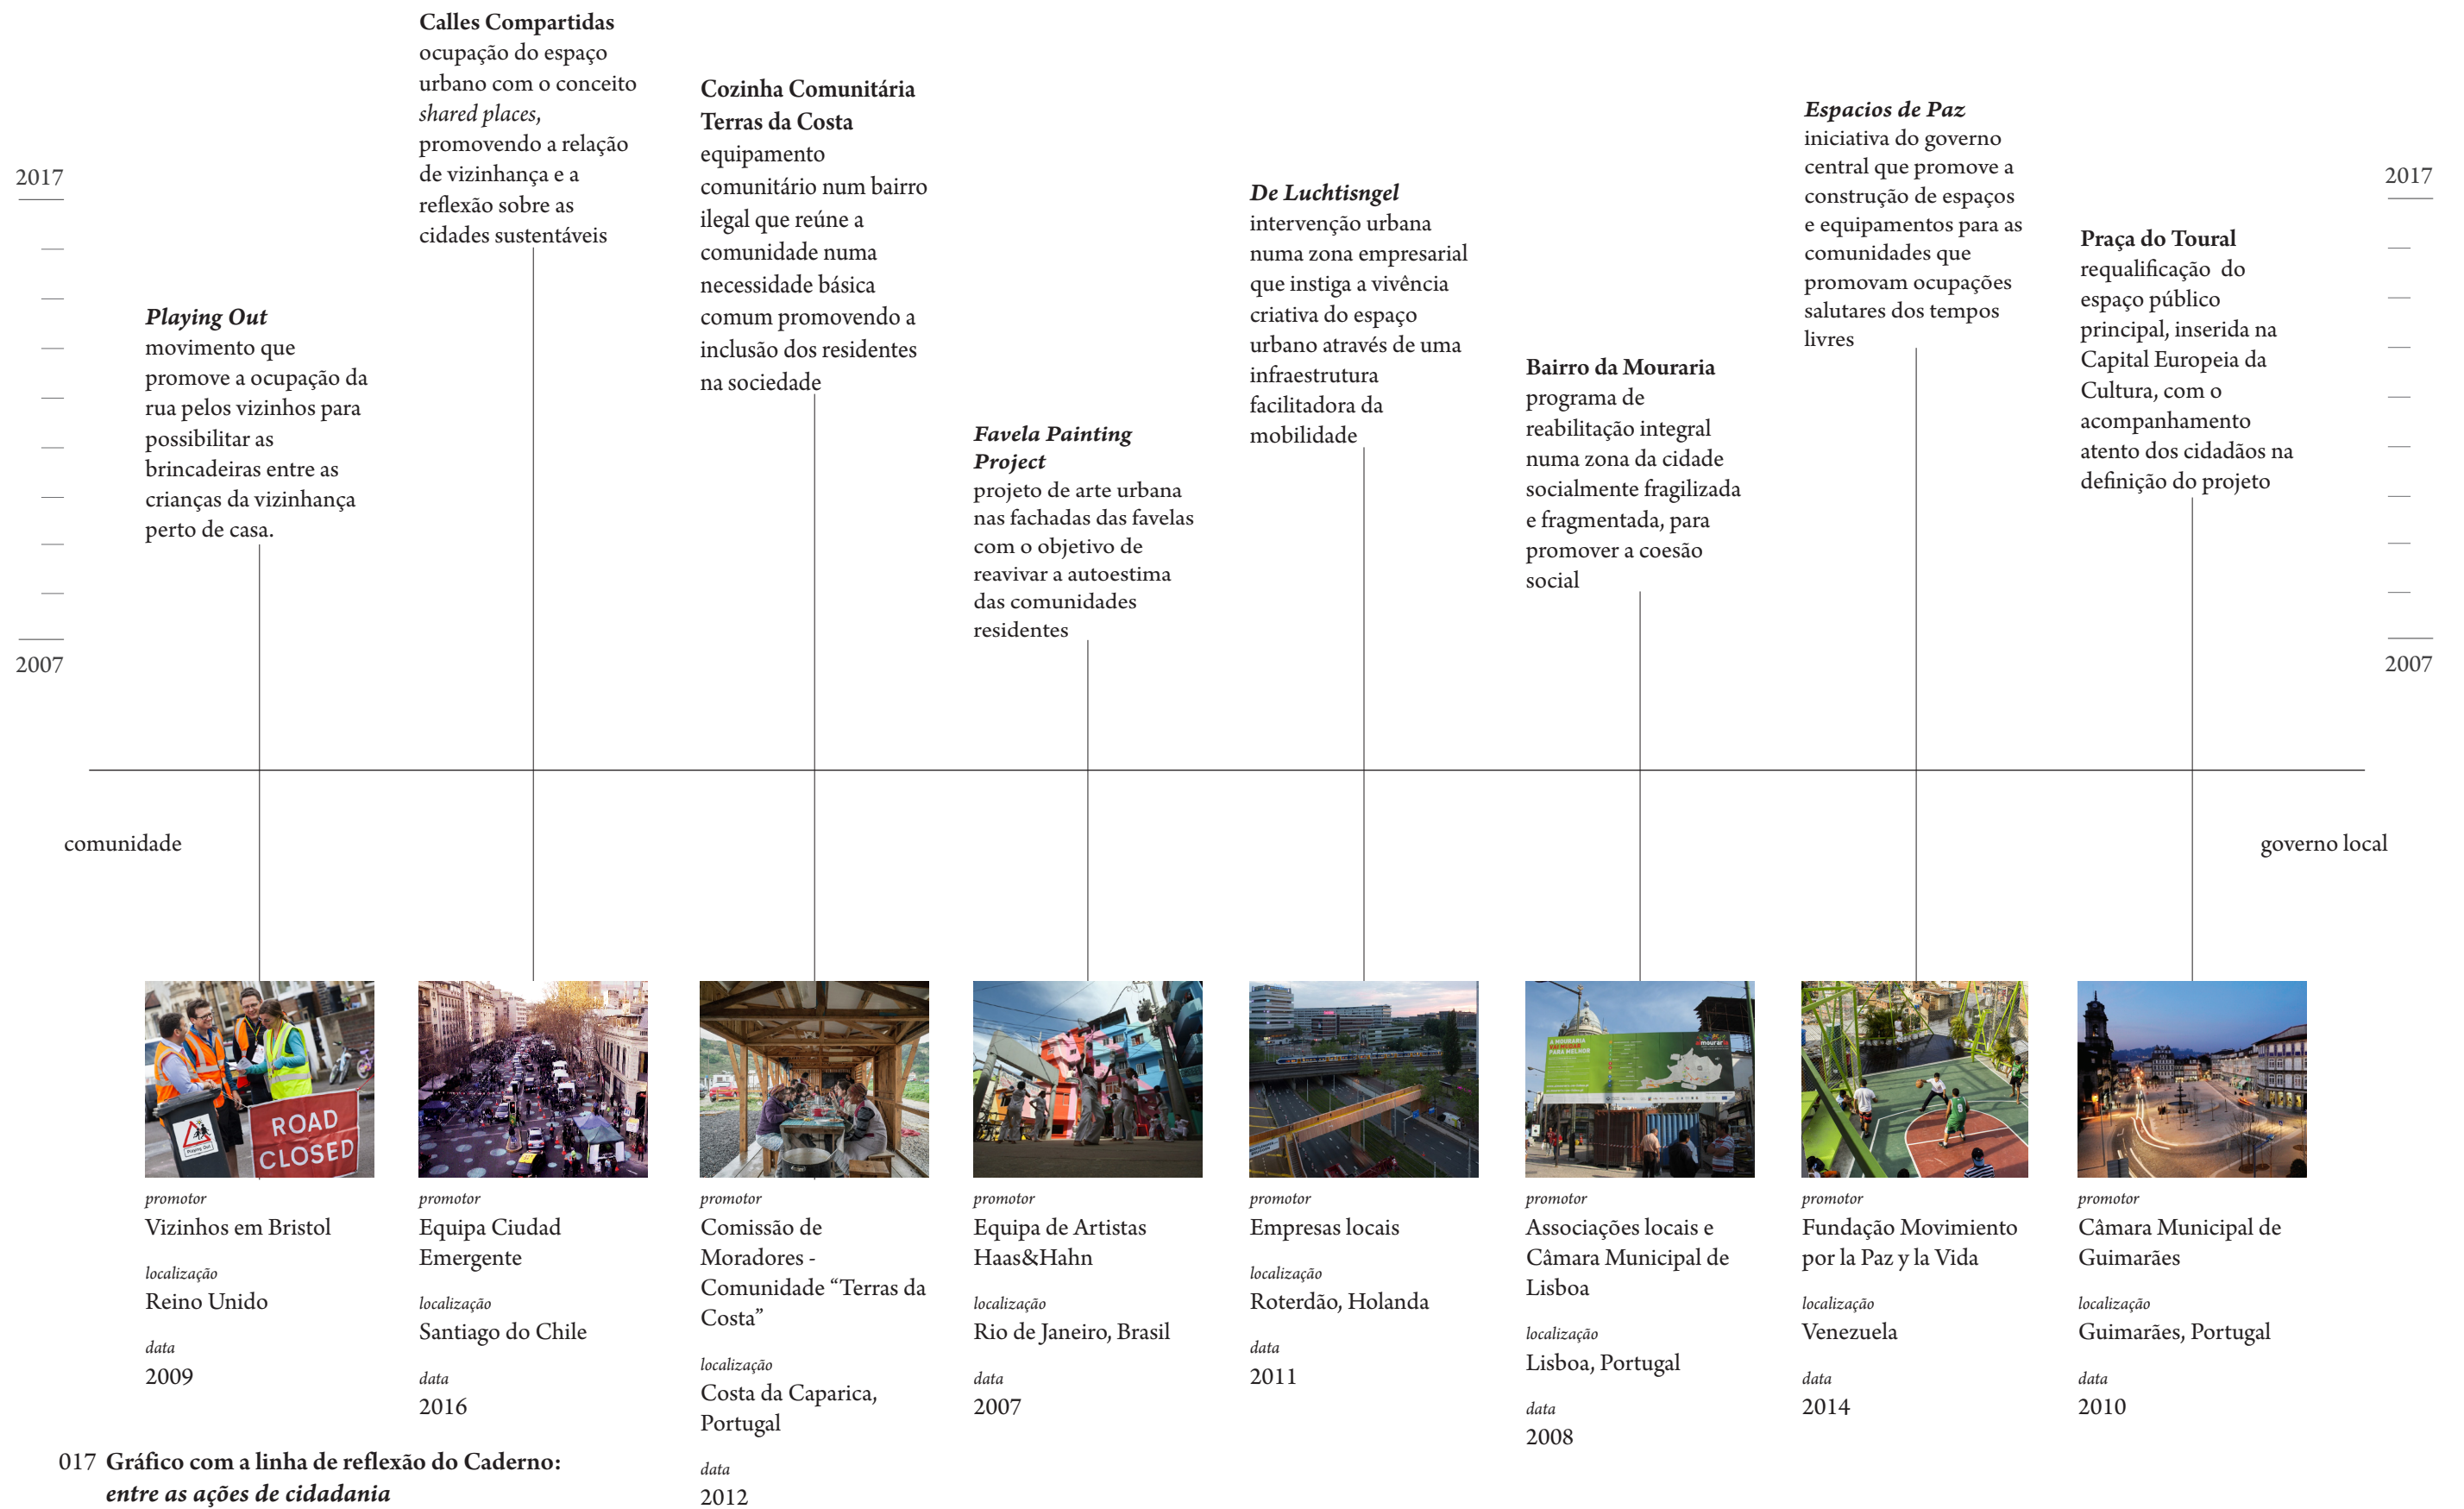 2017
2007
Calles Compartidas
ocupação do espaço
urbano com o conceito
shared places,
promovendo a relação
de vizinhança e a
reflexão sobre as
cidades sustentáveis
Cozinha Comunitária
Terras da Costa
equipamento
comunitário num bairro
ilegal que reúne a
comunidade numa
necessidade básica
comum promovendo a
inclusão dos residentes
na sociedade
Playing Out
movimento que
promove a ocupação da
rua pelos vizinhos para
possibilitar as
brincadeiras entre as
crianças da vizinhança
perto de casa.
Favela Painting
Project
projeto de arte urbana
nas fachadas das favelas
com o objetivo de
reavivar a autoestima
das comunidades
residentes
De Luchtisngel
intervenção urbana
numa zona empresarial
que instiga a vivência
criativa do espaço
urbano através de uma
infraestrutura
facilitadora da
mobilidade
Bairro da Mouraria
programa de
reabilitação integral
numa zona da cidade
socialmente fragilizada
e fragmentada, para
promover a coesão
social
Espacios de Paz
iniciativa do governo
central que promove a
construção de espaços
e equipamentos para as
comunidades que
promovam ocupações
salutares dos tempos
livres
Praça do Toural
requalificação do
espaço público
principal, inserida na
Capital Europeia da
Cultura, com o
acompanhamento
atento dos cidadãos na
definição do projeto
2017
2007
comunidade
governo local
ROAD
CLOSED
Playing Out
A MOURARIA
VAI MUDAR
PARA MELHOR
mouraria
promotor
Vizinhos em Bristol
localização
Reino Unido
data
2009
promotor
Equipa Ciudad
Emergente
localização
Santiago do Chile
data
2016
promotor
Comissão de
Moradores -
Comunidade “Terras da
Costa”
localização
Costa da Caparica,
Portugal
data
2012
promotor
Equipa de Artistas
Haas&Hahn
localização
Rio de Janeiro, Brasil
data
2007
promotor
Empresas locais
localização
Roterdão, Holanda
data
2011
promotor
Associações locais e
Câmara Municipal de
Lisboa
localização
Lisboa, Portugal
data
2008
promotor
Fundação Movimiento
por la Paz y la Vida
localização
Venezuela
data
2014
promotor
Câmara Municipal de
Guimarães
localização
Guimarães, Portugal
data
2010
017 Gráfico com a linha de reflexão do Caderno:
entre as ações de cidadania